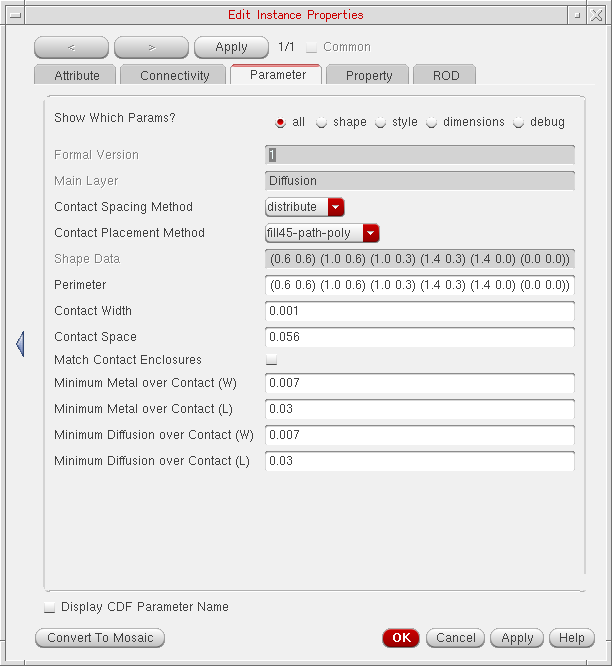 Edit Instance Properties
< > Apply 1/1 Common
Attribute Connectivity Parameter Property ROD
Show Which Params? all shape style dimensions debug
Formal Version 1
Main Layer Diffusion
Contact Spacing Method distribute
Contact Placement Method fill45-path-poly
Shape Data (0.6 0.6) (1.0 0.6) (1.0 0.3) (1.4 0.3) (1.4 0.0) (0.0 0.0))
Perimeter (0.6 0.6) (1.0 0.6) (1.0 0.3) (1.4 0.3) (1.4 0.0) (0.0 0.0))
Contact Width 0.001
Contact Space 0.056
Match Contact Enclosures
Minimum Metal over Contact (W) 0.007
Minimum Metal over Contact (L) 0.03
Minimum Diffusion over Contact (W) 0.007
Minimum Diffusion over Contact (L) 0.03
Display CDF Parameter Name
Convert To Mosaic OK Cancel Apply Help